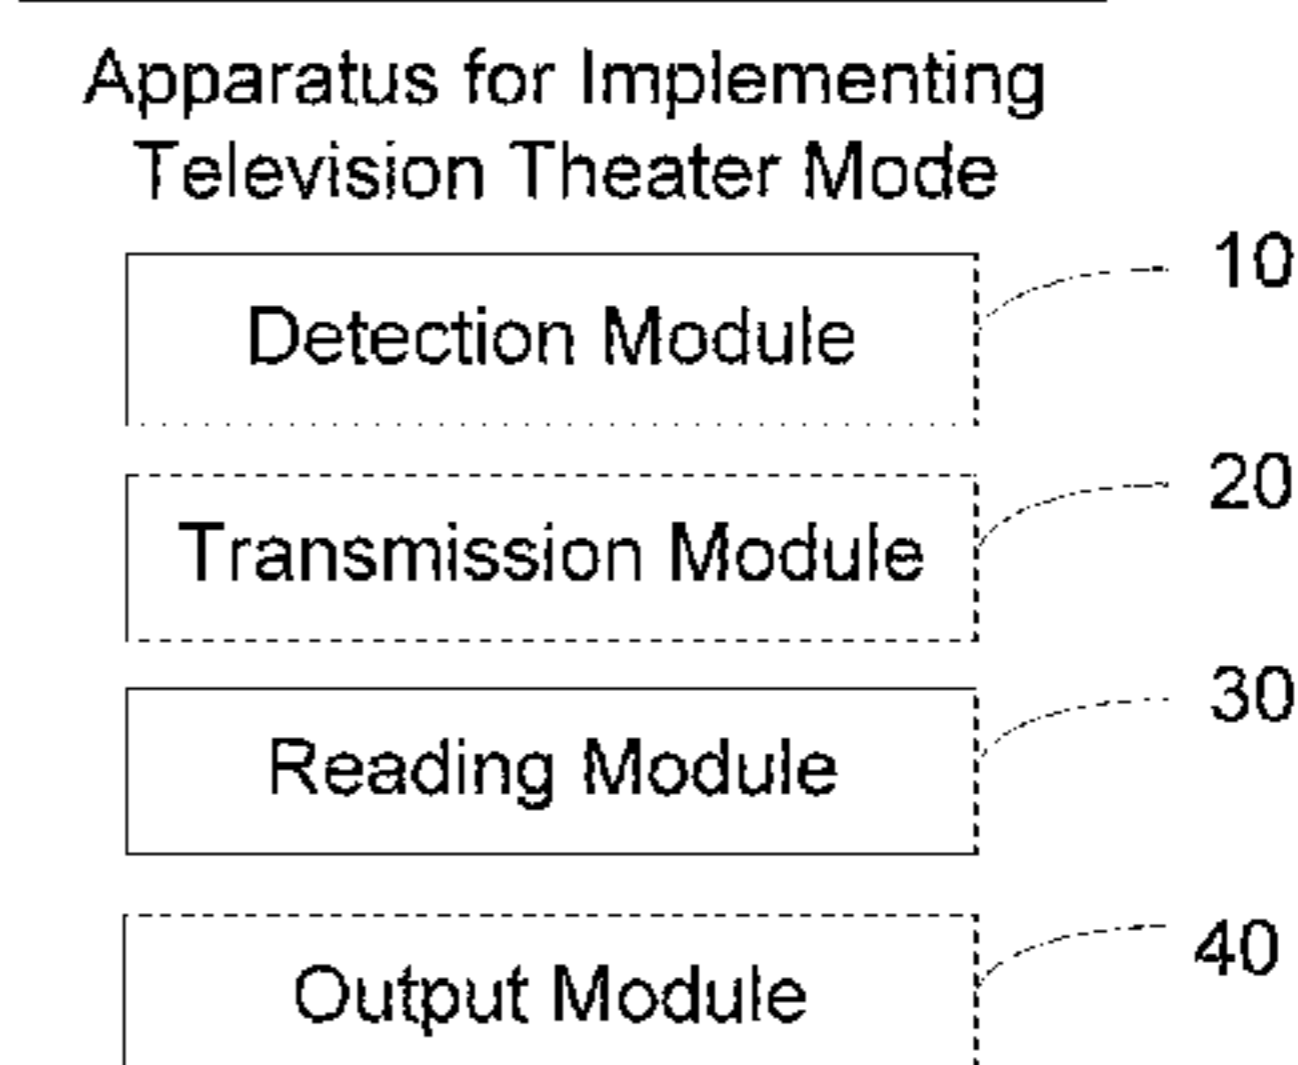 Apparatus for Implementing
Television Theater Mode
Detection Module
10
Transmission Module
20
Reading Module
30
Output Module
40